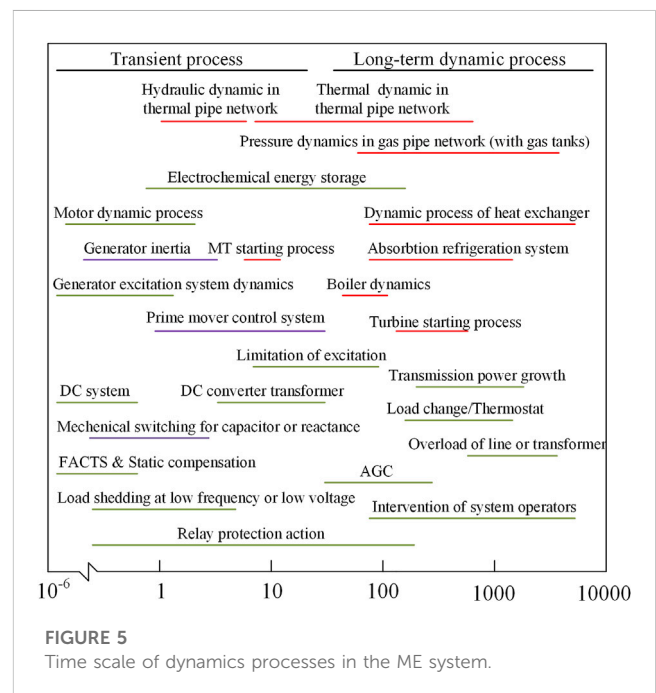 Transient process
Long-term dynamic process
Hydraulic dynamic in
thermal pipe network
Thermal dynamic in
thermal pipe network
Pressure dynamics in gas pipe network (with gas tanks)
Electrochemical energy storage
Motor dynamic process
Dynamic process of heat exchanger
Generator inertia
MT starting process
Absorbtion refrigeration system
Generator excitation system dynamics
Boiler dynamics
Prime mover control system
Turbine starting process
Limitation of excitation
Transmission power growth
DC system
DC converter transformer
Load change/Thermostat
Mechenical switching for capacitor or reactance
Overload of line or transformer
FACTS & Static compensation
AGC
Load shedding at low frequency or low voltage
Intervention of system operators
Relay protection action
10⁻⁶
1
10
100
1000
10000
FIGURE 5
Time scale of dynamics processes in the ME system.